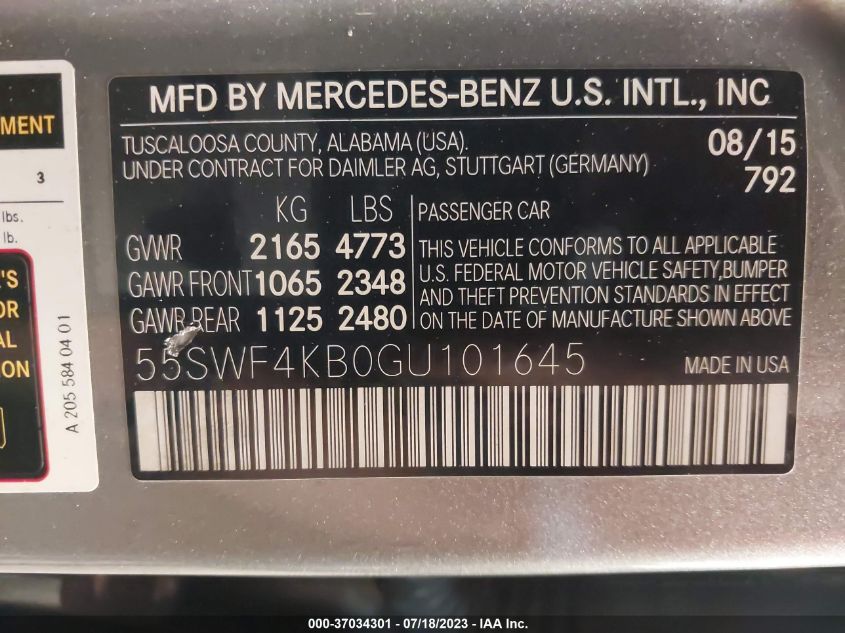 MENT
3
lbs.
lb.
'S
OR
AL
ION
A 205 584 04 01
MFD BY MERCEDES-BENZ U.S. INTL., INC
TUSCALOOSA COUNTY, ALABAMA (USA). 08/15
UNDER CONTRACT FOR DAIMLER AG, STUTTGART (GERMANY) 792
KG LBS PASSENGER CAR
GVWR 2165 4773 THIS VEHICLE CONFORMS TO ALL APPLICABLE
GAWR FRONT 1065 2348 U.S. FEDERAL MOTOR VEHICLE SAFETY,BUMPER
AND THEFT PREVENTION STANDARDS IN EFFECT
GAWR REAR 1125 2480 ON THE DATE OF MANUFACTURE SHOWN ABOVE
55SWF4KB0GU101645 MADE IN USA
000-37034301 - 07/18/2023 - IAA Inc.